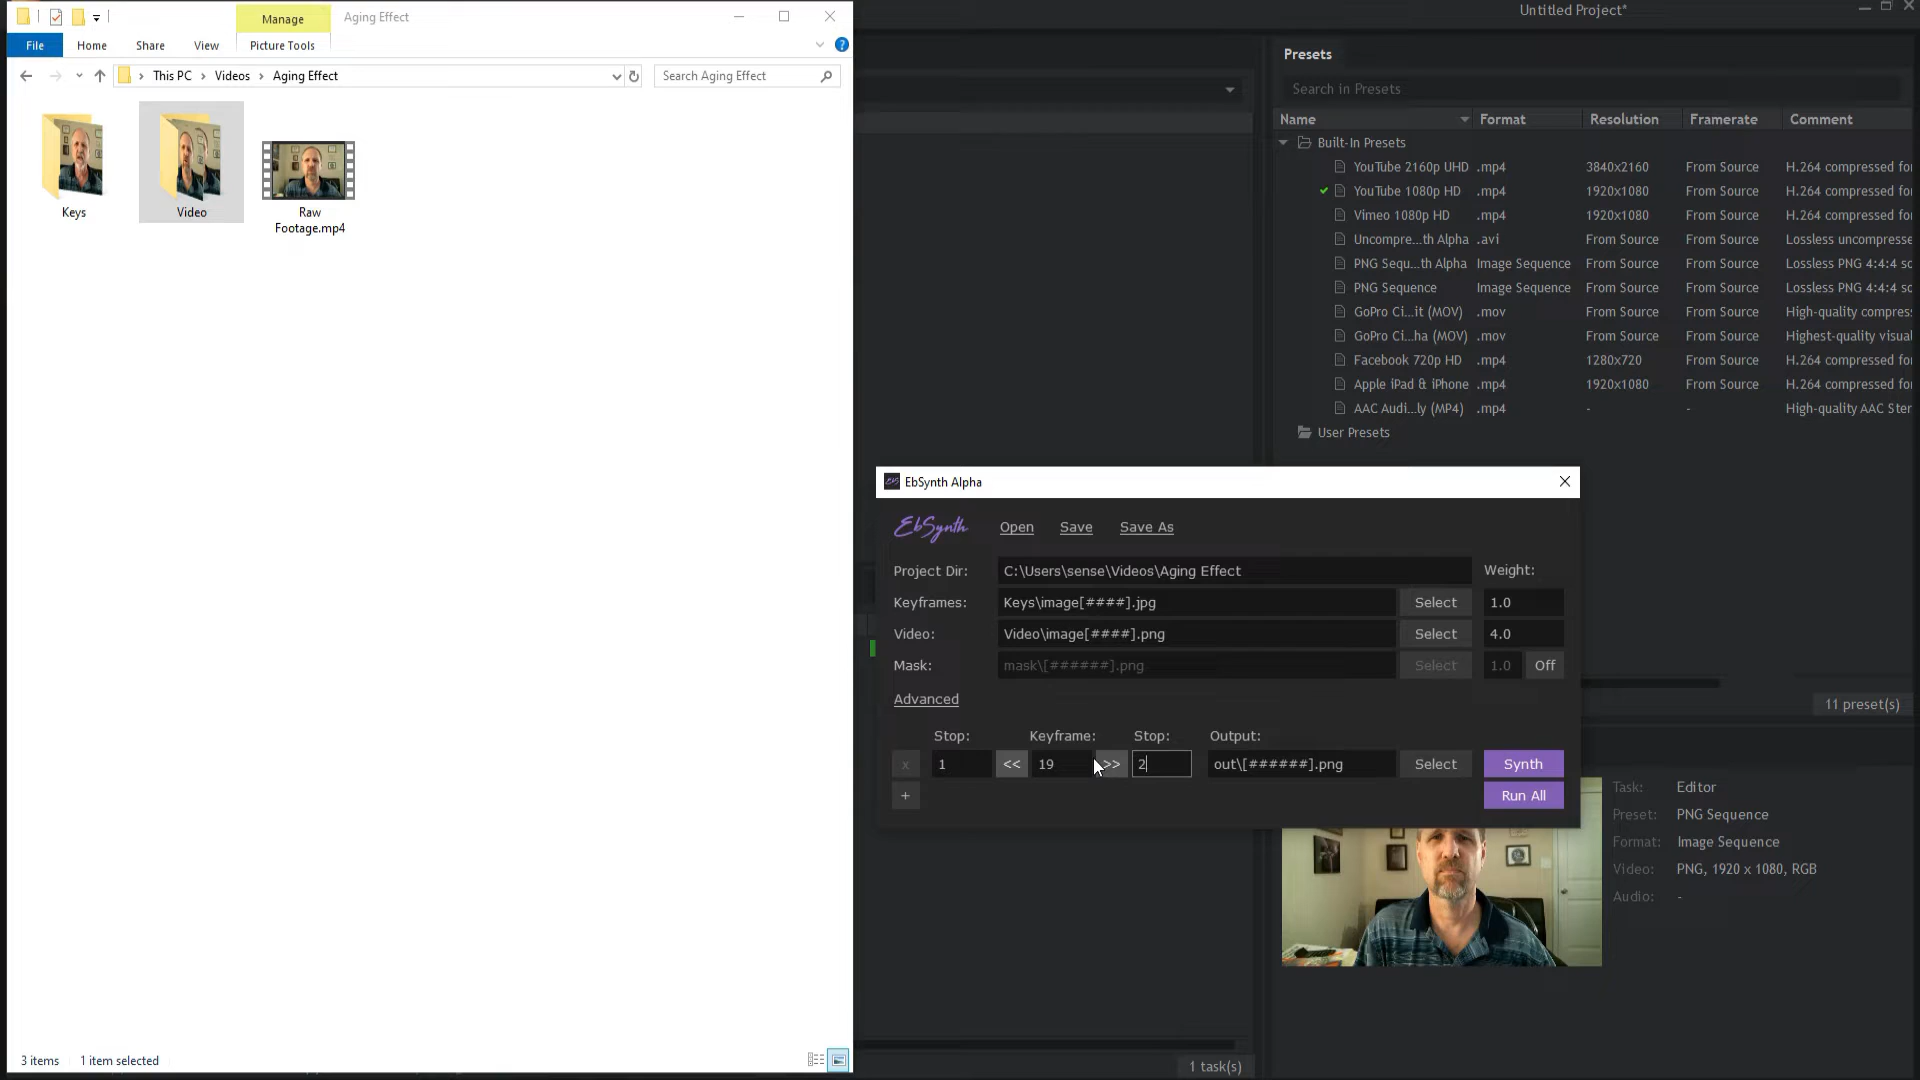 Manage
Aging Effect
File
Home
Share
View
Picture Tools
This PC
Videos
Aging Effect
Search Aging Effect
Keys
Video
Raw
Footage.mp4
3 items
1 item selected
Untitled Project*
Presets
Search in Presets
Name Format Resolution Framerate Comment
Built-In Presets
YouTube 2160p UHD .mp4 3840x2160 From Source H.264 compressed for
YouTube 1080p HD .mp4 1920x1080 From Source H.264 compressed for
Vimeo 1080p HD .mp4 1920x1080 From Source H.264 compressed for
Uncompre...th Alpha .avi From Source From Source Lossless uncompresse
PNG Sequ...th Alpha Image Sequence From Source From Source Lossless PNG 4:4:4 sc
PNG Sequence Image Sequence From Source From Source Lossless PNG 4:4:4 sc
GoPro Ci...it (MOV) .mov From Source From Source High-quality compres
GoPro Ci...ha (MOV) .mov From Source From Source Highest-quality visual
Facebook 720p HD .mp4 1280x720 From Source H.264 compressed for
Apple iPad & iPhone .mp4 1920x1080 From Source H.264 compressed for
AAC Audi...ly (MP4) .mp4 - - High-quality AAC Ster
User Presets
11 preset(s)
EbSynth Alpha
EbSynth Open Save Save As
Project Dir: C:\Users\sense\Videos\Aging Effect Weight:
Keyframes: Keys\image[####].jpg Select 1.0
Video: Video\image[####].png Select 4.0
Mask: mask\[######].png Select 1.0 Off
Advanced
Stop: Keyframe: Stop: Output:
x 1 << 19 >> 2 out\[######].png Select Synth
+ Run All
Task: Editor
Preset: PNG Sequence
Format: Image Sequence
Video: PNG, 1920 x 1080, RGB
Audio: -
1 task(s)